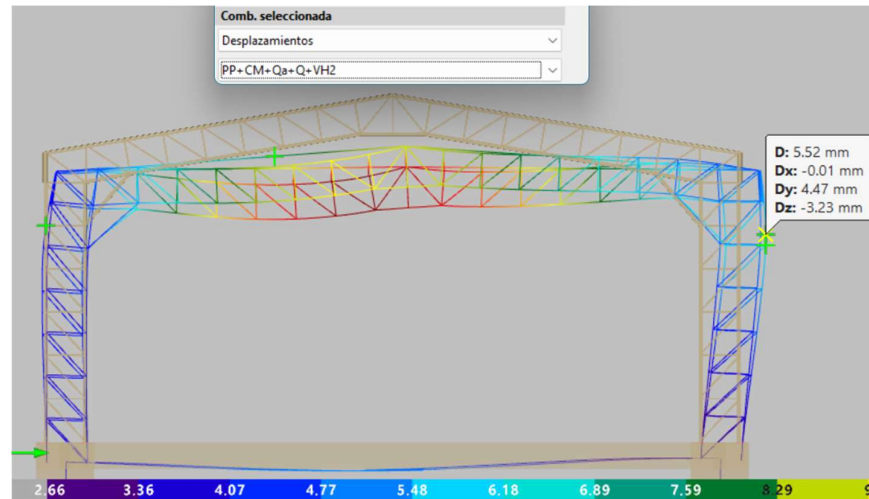 Comb. seleccionada
Desplazamientos
PP+CM+Qa+Q+VH2
D: 5.52 mm
Dx: -0.01 mm
Dy: 4.47 mm
Dz: -3.23 mm
2.66 3.36 4.07 4.77 5.48 6.18 6.89 7.59 8.29 9